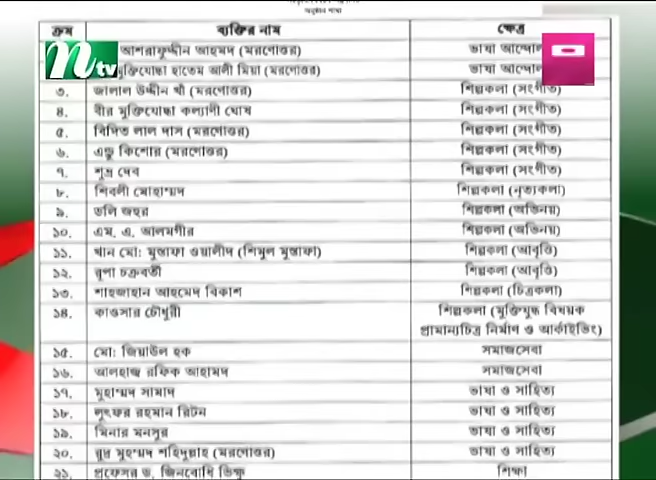 অনুষ্ঠান শাখা
ক্রম ব্যক্তির নাম ক্ষেত্র
আশরাফুদ্দীন আহমদ (মরণোত্তর) ভাষা
মুক্তিযোদ্ধা হাতেম আলী মিয়া (মরণোত্তর) ভাষা
৩. জালাল উদ্দীন খাঁ (মরণোত্তর) শিল্পকলা (সংগীত)
৪. বীর মুক্তিযোদ্ধা কল্যাণী ঘোষ শিল্পকলা (সংগীত)
৫. বিদিত লাল দাস (মরণোত্তর) শিল্পকলা (সংগীত)
৬. এন্ড্রু কিশোর (মরণোত্তর) শিল্পকলা (সংগীত)
৭. শুভ্র দেব শিল্পকলা (সংগীত)
৮. শিবলী মোহাম্মদ শিল্পকলা (নৃত্যকলা)
৯. ডলি জহুর শিল্পকলা (অভিনয়)
১০. এম. এ. আলমগীর শিল্পকলা (অভিনয়)
১১. খান মো: মুস্তাফা ওয়ালীদ (শিমুল মুস্তাফা) শিল্পকলা (আবৃত্তি)
১২. রূপা চক্রবর্তী শিল্পকলা (আবৃত্তি)
১৩. শাহজাহান আহমেদ বিকাশ শিল্পকলা (চিত্রকলা)
১৪. কাওসার চৌধুরী শিল্পকলা (মুক্তিযুদ্ধ বিষয়ক
প্রামান্যচিত্র নির্মাণ ও আর্কাইভিং)
১৫. মো: জিয়াউল হক সমাজসেবা
১৬. আলহাজ্ব রফিক আহামদ সমাজসেবা
১৭. মুহাম্মদ সামাদ ভাষা ও সাহিত্য
১৮. লুৎফর রহমান রিটন ভাষা ও সাহিত্য
১৯. মিনার মনসুর ভাষা ও সাহিত্য
২০. রুদ্র মুহম্মদ শহিদুল্লাহ (মরণোত্তর) ভাষা ও সাহিত্য
২১. প্রফেসর ড. জিনবোধি ভিক্ষু শিক্ষা
Ntv